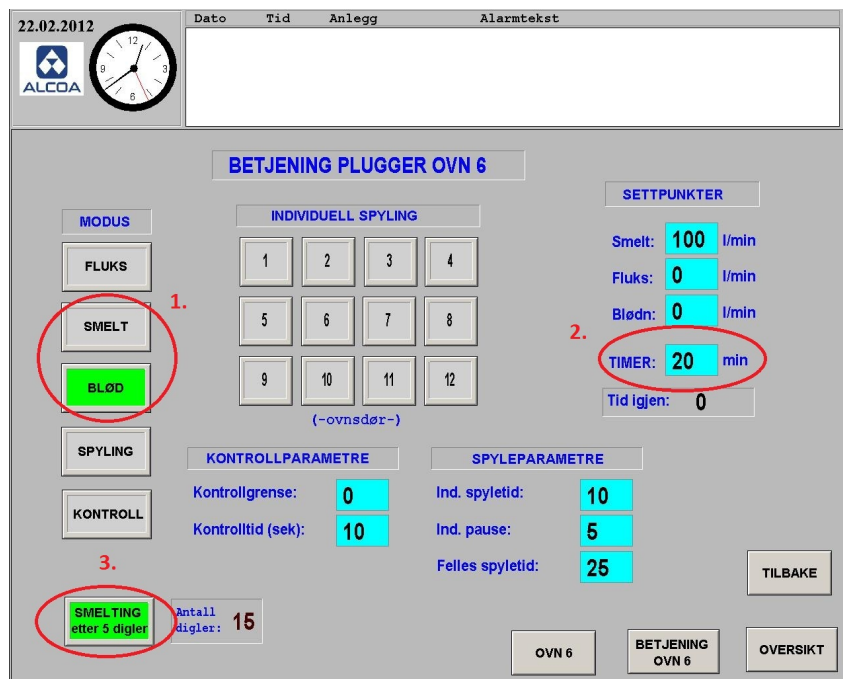 22.02.2012
12
9
3
6
ALCOA
Dato Tid Anlegg Alarmtekst
BETJENING PLUGGER OVN 6
MODUS
FLUKS
1.
SMELT
BLØD
SPYLING
KONTROLL
3.
SMELTING
etter 5 digler
Antall
digler: 15
INDIVIDUELL SPYLING
1 2 3 4
5 6 7 8
9 10 11 12
(-ovnsdør-)
SETTPUNKTER
Smelt: 100 l/min
Fluks: 0 l/min
Blødn: 0 l/min
2.
TIMER: 20 min
Tid igjen: 0
KONTROLLPARAMETRE
Kontrollgrense: 0
Kontrolltid (sek): 10
SPYLEPARAMETRE
Ind. spyletid: 10
Ind. pause: 5
Felles spyletid: 25
TILBAKE
OVN 6
BETJENING
OVN 6
OVERSIKT